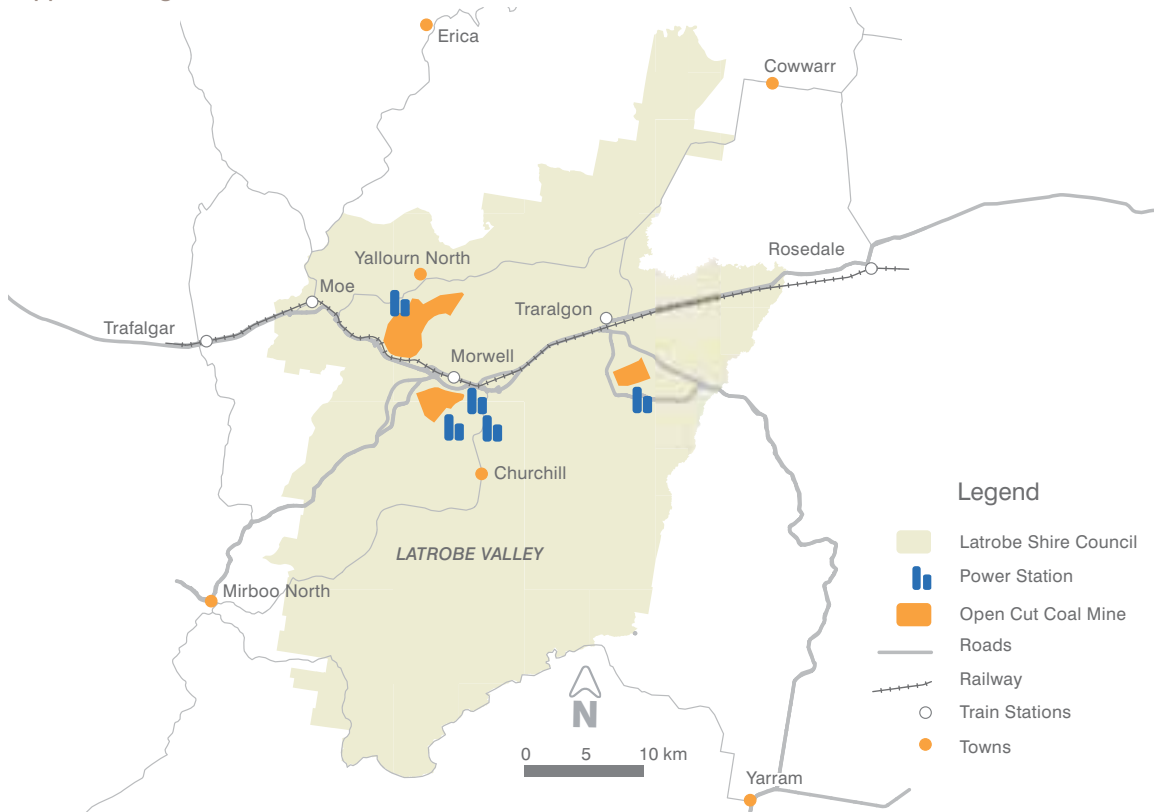 Erica
Cowwarr
Rosedale
Yallourn North
Moe
Traralgon
Trafalgar
Morwell
Churchill
Legend
Latrobe Shire Council
LATROBE VALLEY
Power Station
Mirboo North
Open Cut Coal Mine
Roads
Railway
N
Train Stations
0 5 10 km
Towns
Yarram